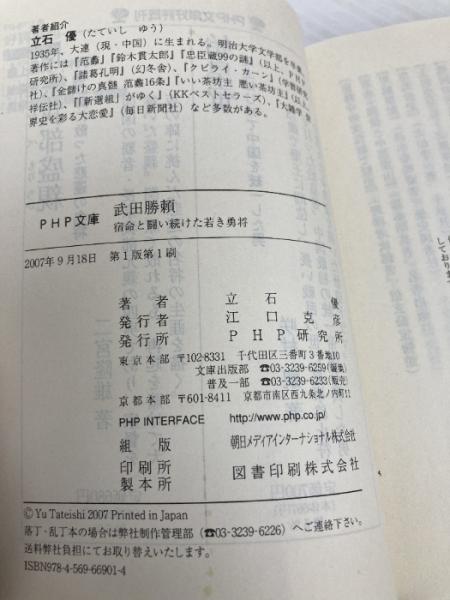 著者紹介
立石 優(たていし ゆう)
1935年、大連(現・中国)に生まれる。明治大学文学部を卒業。
著作には『范蠡』『鈴木貫太郎』『忠臣蔵99の謎』(以上、PHP
研究所)、『諸葛孔明』(幻冬舎)、『クビライ・カーン』(学習研究
社)、『金儲けの真髄 范蠡16条』『いい茶坊主 悪い茶坊主』(以上、
祥伝社)、『「新選組」がゆく』(KKベストセラーズ)、『大雑学 世
界史を彩る大恋愛』(毎日新聞社)など多数がある。
PHP文庫 武田勝頼
宿命と闘い続けた若き勇将
2007年9月18日 第1版第1刷
著者 立石優
発行者 江口克彦
発行所 PHP研究所
東京本部 〒102-8331 千代田区三番町3番地10
文庫出版部 ☎03-3239-6259(編集)
普及一部 ☎03-3239-6233(販売)
京都本部 〒601-8411 京都市南区西九条北ノ内町11
PHP INTERFACE http://www.php.co.jp/
組版 朝日メディアインターナショナル株式会社
印刷所
製本所 図書印刷株式会社
©Yu Tateishi 2007 Printed in Japan
落丁・乱丁本の場合は弊社制作管理部(☎03-3239-6226)へご連絡下さい。
送料弊社負担にてお取り替えいたします。
ISBN978-4-569-66901-4